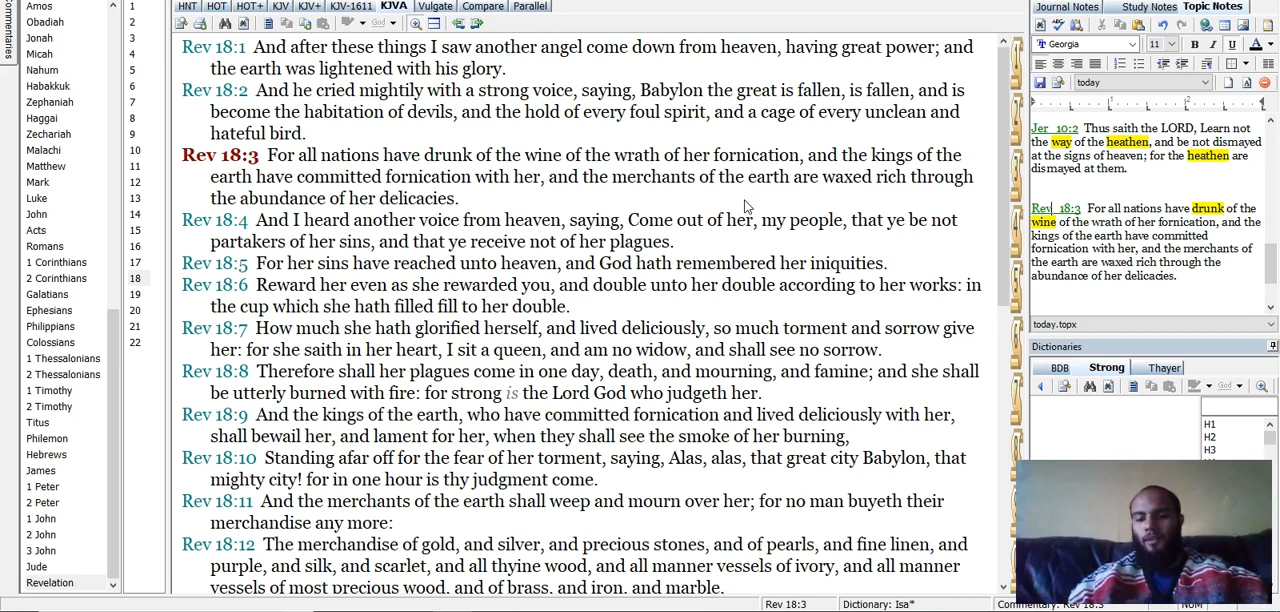 Commentaries
Amos
Obadiah
Jonah
Micah
Nahum
Habakkuk
Zephaniah
Haggai
Zechariah
Malachi
Matthew
Mark
Luke
John
Acts
Romans
1 Corinthians
2 Corinthians
Galatians
Ephesians
Philippians
Colossians
1 Thessalonians
2 Thessalonians
1 Timothy
2 Timothy
Titus
Philemon
Hebrews
James
1 Peter
2 Peter
1 John
2 John
3 John
Jude
Revelation
1
2
3
4
5
6
7
8
9
10
11
12
13
14
15
16
17
18
19
20
21
22
HNT HOT HOT+ KJV KJV+ KJV-1611 KJVA Vulgate Compare Parallel
God
Rev 18:1 And after these things I saw another angel come down from heaven, having great power; and
the earth was lightened with his glory.
Rev 18:2 And he cried mightily with a strong voice, saying, Babylon the great is fallen, is fallen, and is
become the habitation of devils, and the hold of every foul spirit, and a cage of every unclean and
hateful bird.
Rev 18:3 For all nations have drunk of the wine of the wrath of her fornication, and the kings of the
earth have committed fornication with her, and the merchants of the earth are waxed rich through
the abundance of her delicacies.
Rev 18:4 And I heard another voice from heaven, saying, Come out of her, my people, that ye be not
partakers of her sins, and that ye receive not of her plagues.
Rev 18:5 For her sins have reached unto heaven, and God hath remembered her iniquities.
Rev 18:6 Reward her even as she rewarded you, and double unto her double according to her works: in
the cup which she hath filled fill to her double.
Rev 18:7 How much she hath glorified herself, and lived deliciously, so much torment and sorrow give
her: for she saith in her heart, I sit a queen, and am no widow, and shall see no sorrow.
Rev 18:8 Therefore shall her plagues come in one day, death, and mourning, and famine; and she shall
be utterly burned with fire: for strong is the Lord God who judgeth her.
Rev 18:9 And the kings of the earth, who have committed fornication and lived deliciously with her,
shall bewail her, and lament for her, when they shall see the smoke of her burning,
Rev 18:10 Standing afar off for the fear of her torment, saying, Alas, alas, that great city Babylon, that
mighty city! for in one hour is thy judgment come.
Rev 18:11 And the merchants of the earth shall weep and mourn over her; for no man buyeth their
merchandise any more:
Rev 18:12 The merchandise of gold, and silver, and precious stones, and of pearls, and fine linen, and
purple, and silk, and scarlet, and all thyine wood, and all manner vessels of ivory, and all manner
vessels of most precious wood, and of brass, and iron, and marble,
Journal Notes Study Notes Topic Notes
Georgia 11 B I U A
today
Jer 10:2 Thus saith the LORD, Learn not
the way of the heathen, and be not dismayed
at the signs of heaven; for the heathen are
dismayed at them.
Rev 18:3 For all nations have drunk of the
wine of the wrath of her fornication, and the
kings of the earth have committed
fornication with her, and the merchants of
the earth are waxed rich through the
abundance of her delicacies.
today.topx
Dictionaries
BDB Strong Thayer
God
H1
H2
H3
Rev 18:3 Dictionary: Isa* Commentary: Rev 18:3 NUM